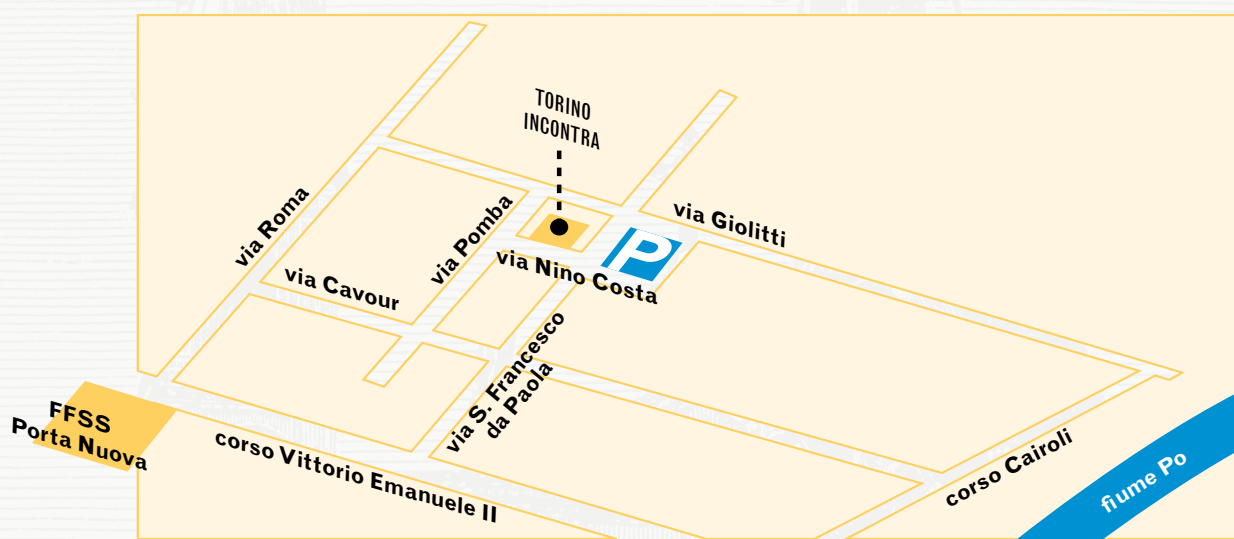 TORINO
INCONTRA
via Roma
via Pomba
via Giolitti
P
via Nino Costa
via Cavour
via S. Francesco
da Paola
FFSS
Porta Nuova
corso Vittorio Emanuele II
corso Cairoli
fiume Po